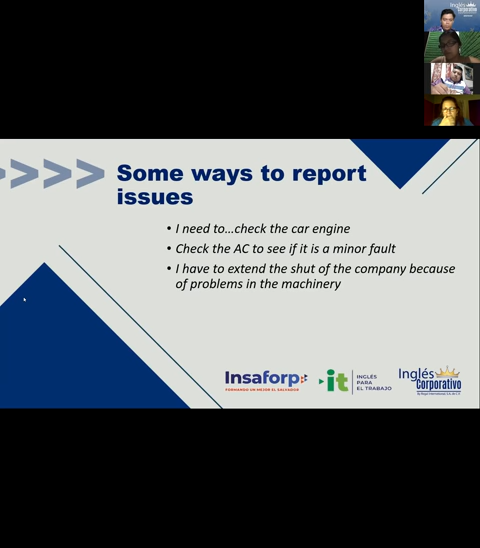 Inglés
Corporativo
>>>>
Some ways to report
issues
• I need to...check the car engine
• Check the AC to see if it is a minor fault
• I have to extend the shut of the company because
of problems in the machinery
Insaforp
FORMANDO UN MEJOR EL SALVADOR
it
INGLÉS
PARA
EL TRABAJO
Inglés
Corporativo